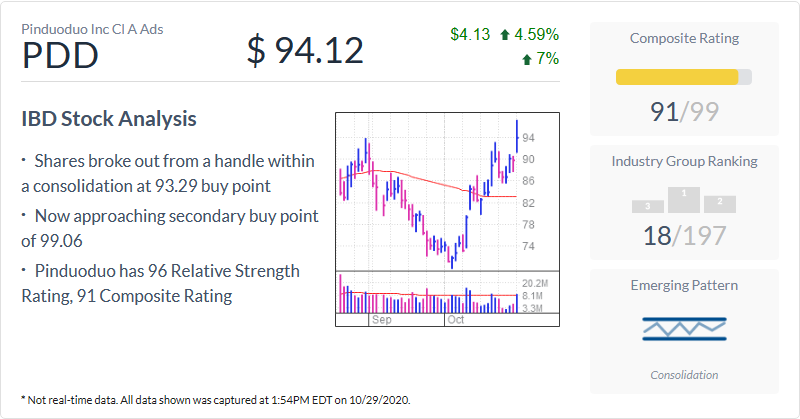 Pinduoduo Inc Cl A Ads
PDD
$ 94.12
$4.13 4.59%
7%
IBD Stock Analysis
· Shares broke out from a handle within
a consolidation at 93.29 buy point
· Now approaching secondary buy point
of 99.06
· Pinduoduo has 96 Relative Strength
Rating, 91 Composite Rating
94
90
86
82
78
74
20.2M
8.1M
3.3M
Sep Oct
Composite Rating
91/99
Industry Group Ranking
3 1 2
18/197
Emerging Pattern
Consolidation
* Not real-time data. All data shown was captured at 1:54PM EDT on 10/29/2020.